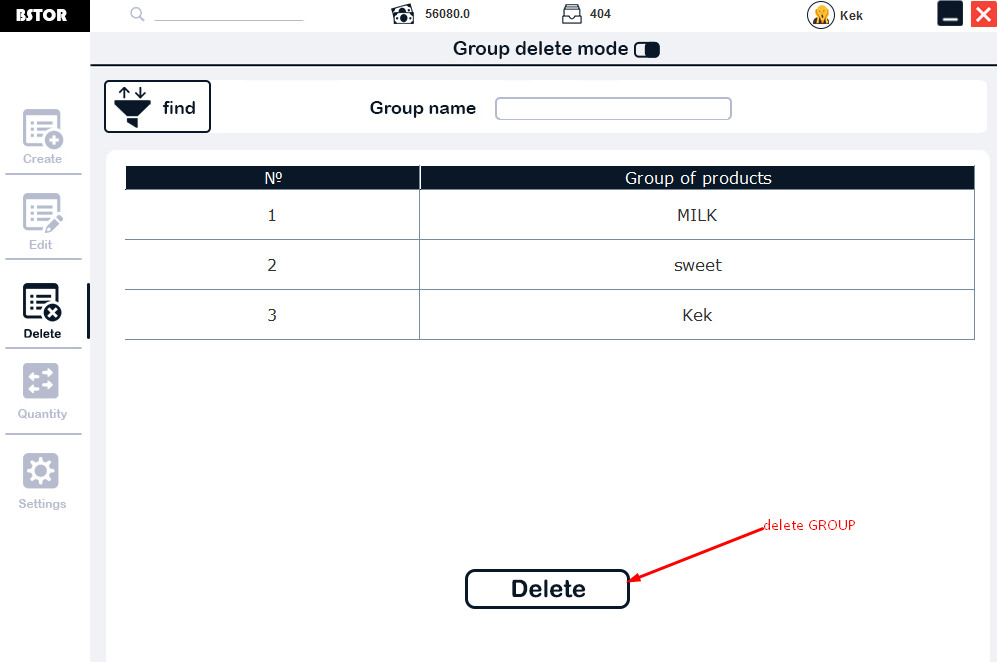 BSTOR
56080.0
404
Kek
Group delete mode
find
Group name
Create
Edit
Delete
Quantity
Settings
№ Group of products
1 MILK
2 sweet
3 Kek
delete GROUP
Delete